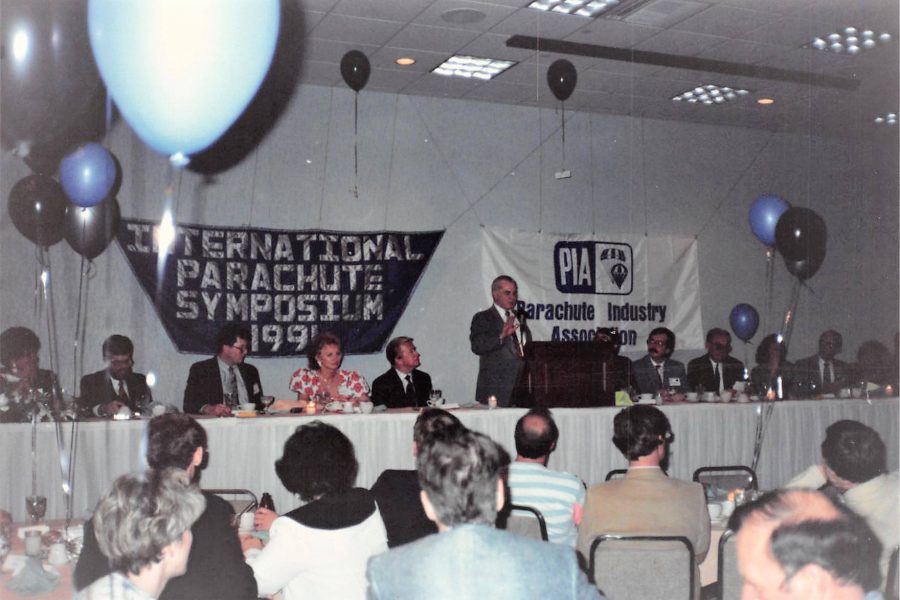 INTERNATIONAL
PARACHUTE
SYMPOSIUM
1991
PIA
Parachute Industry
Association